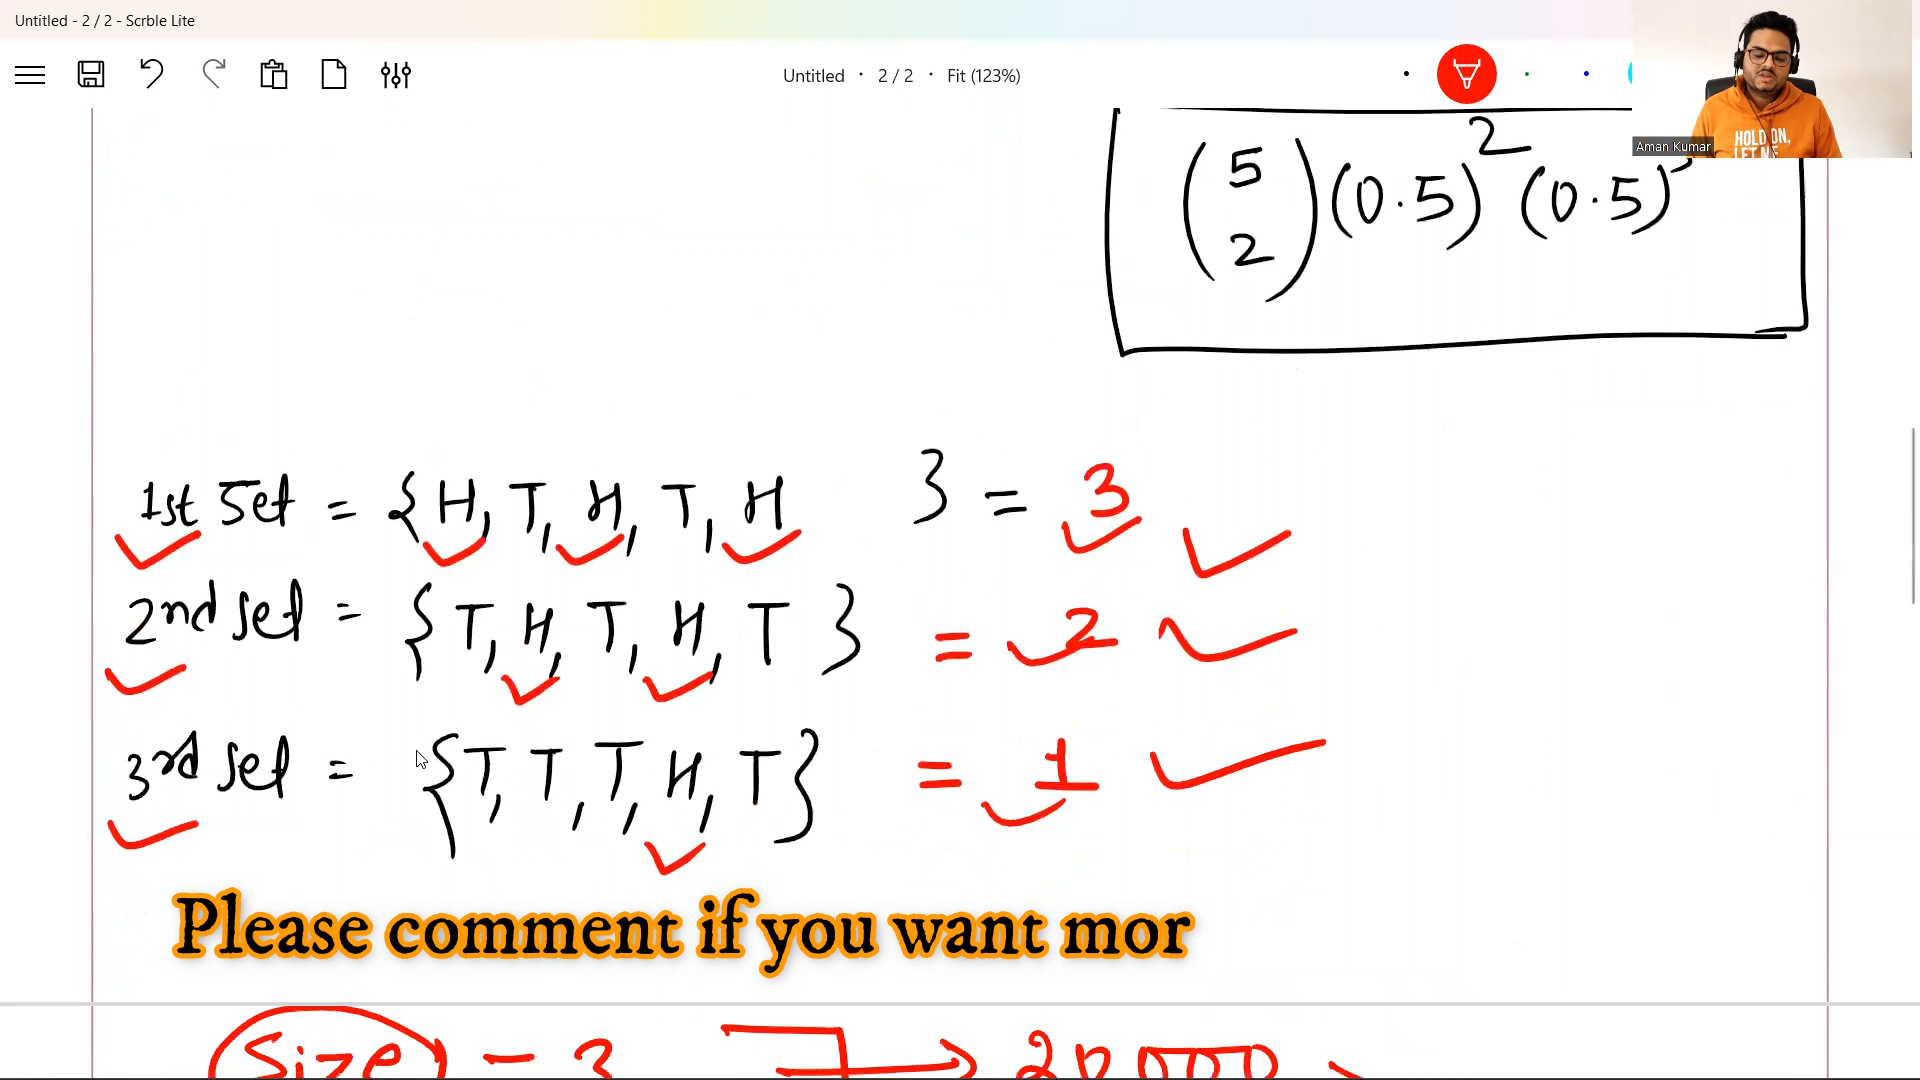 Untitled - 2 / 2 - Scrble Lite
Untitled • 2 / 2 • Fit (123%)
HOLD ON,
LET ME
Aman Kumar
(5 2) (0.5)^2 (0.5)
1st Set = {H, T, H, T, H } = 3
2nd Set = {T, H, T, H, T } = 2
3rd Set = {T, T, T, H, T} = 1
Please comment if you want mor
Size - 3